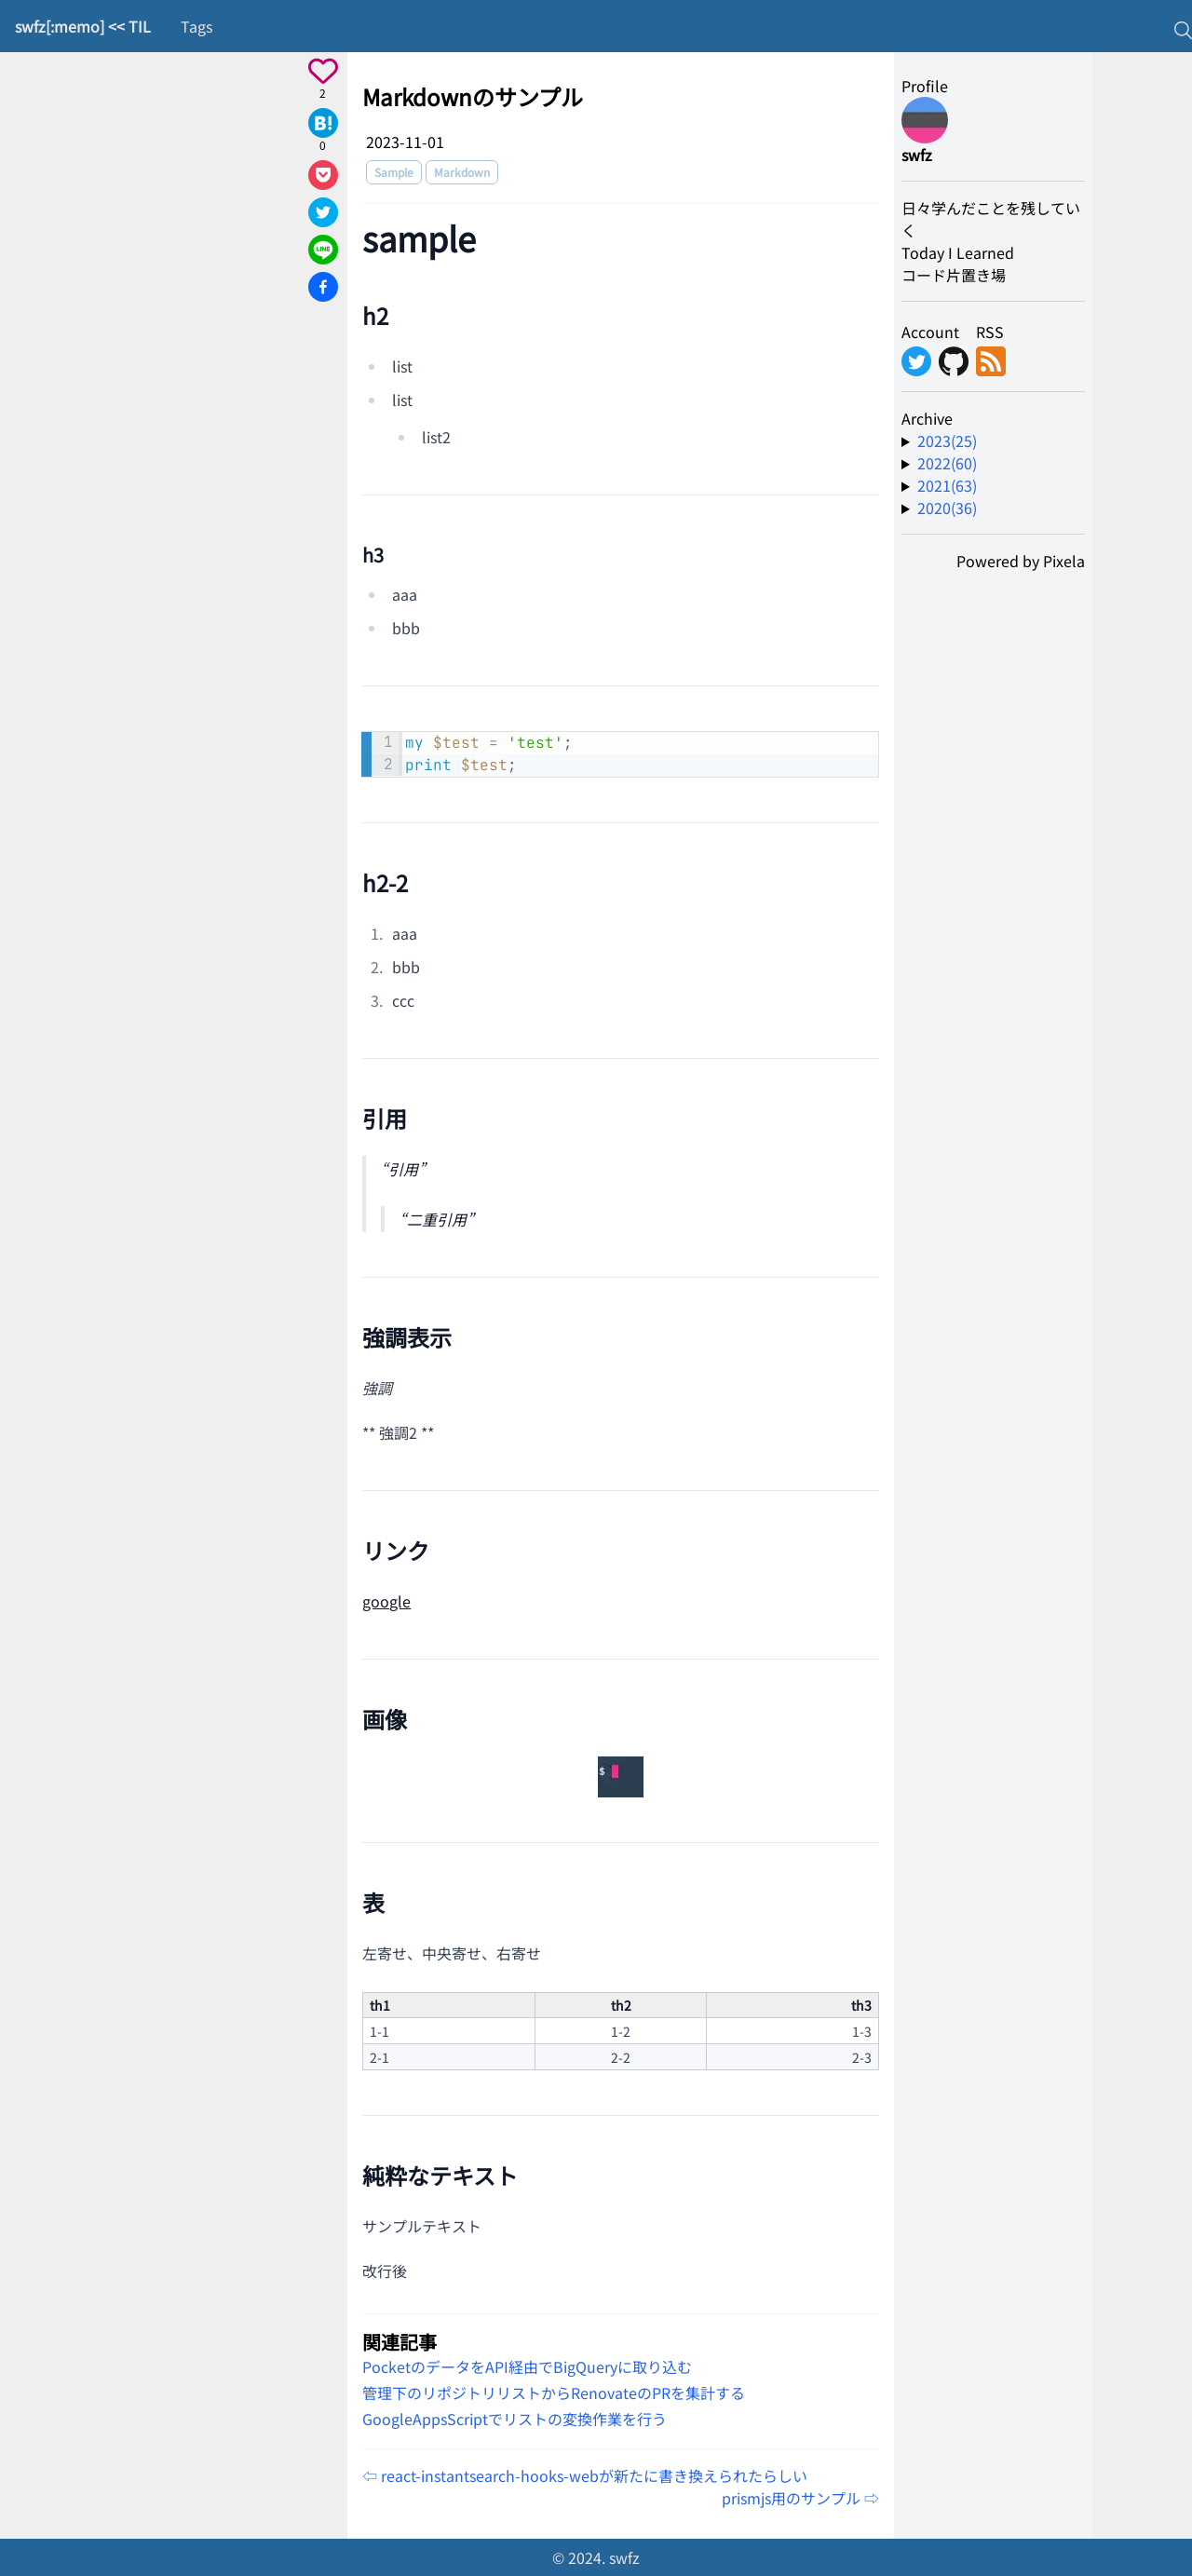 swfz[:memo] << TIL Tags
2
B!
0
LINE
Markdownのサンプル
2023-11-01
Sample Markdown
sample
h2
list
list
list2
h3
aaa
bbb
1 my $test = 'test';
2 print $test;
h2-2
1. aaa
2. bbb
3. ccc
引用
“引用”
“二重引用”
強調表示
強調
** 強調2 **
リンク
google
画像
$
表
左寄せ、中央寄せ、右寄せ
th1 th2 th3
1-1 1-2 1-3
2-1 2-2 2-3
純粋なテキスト
サンプルテキスト
改行後
関連記事
PocketのデータをAPI経由でBigQueryに取り込む
管理下のリポジトリリストからRenovateのPRを集計する
GoogleAppsScriptでリストの変換作業を行う
⇦ react-instantsearch-hooks-webが新たに書き換えられたらしい
prismjs用のサンプル ⇨
Profile
swfz
日々学んだことを残してい
く
Today I Learned
コード片置き場
Account RSS
Archive
▶ 2023(25)
▶ 2022(60)
▶ 2021(63)
▶ 2020(36)
Powered by Pixela
© 2024. swfz